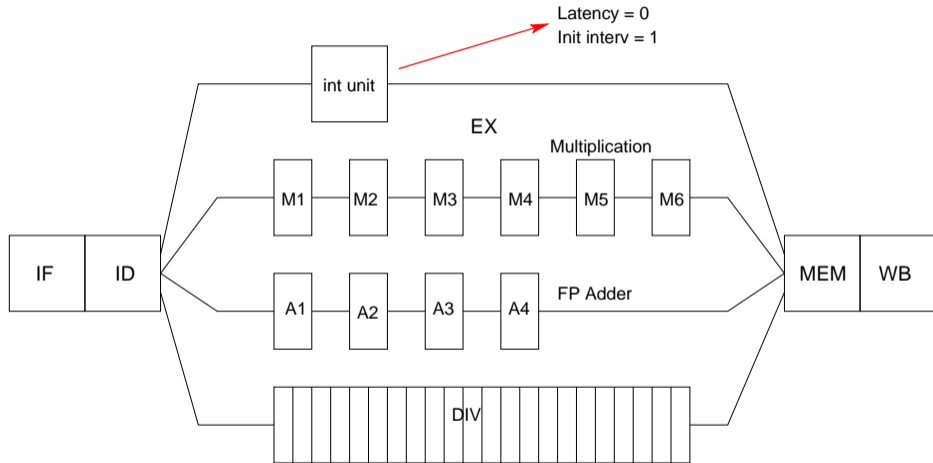 Latency = 0
Init interv = 1
int unit
EX
Multiplication
M1 M2 M3 M4 M5 M6
IF ID MEM WB
A1 A2 A3 A4 FP Adder
DIV